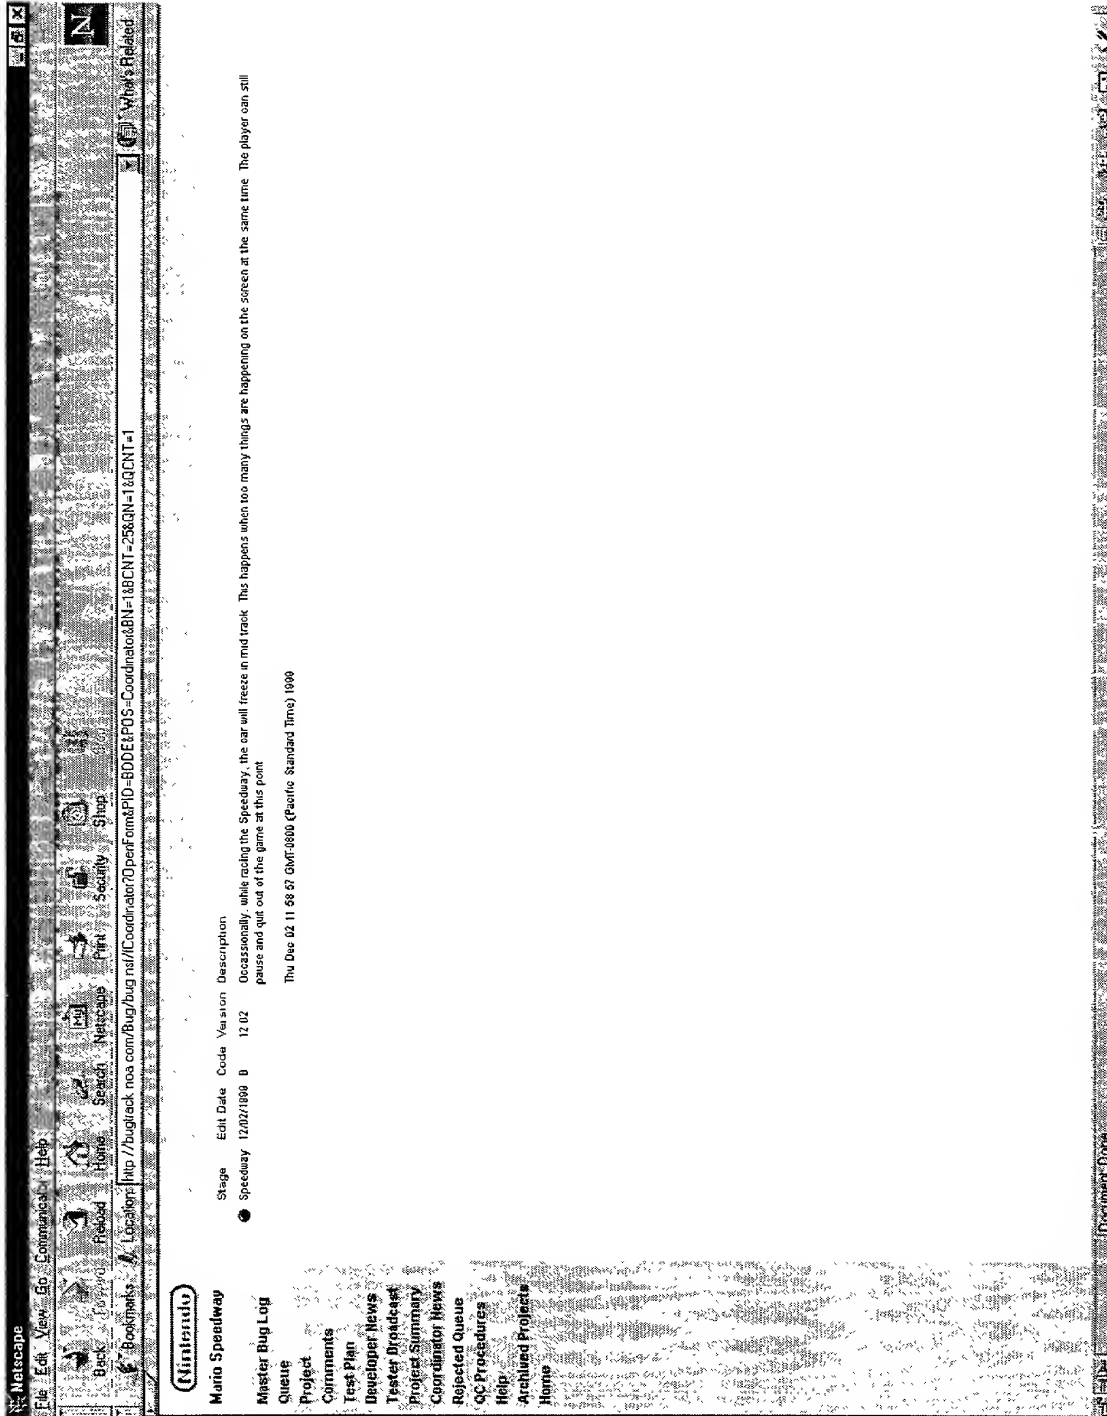 Netscape
File Edit View Go Communicator Help
Back Forward Reload Home Search Netscape Print Security Shop
Bookmarks Location: http //bugtrack noa com/Bug/bug nsf/fCoordinator?OpenForm&PID=BDDE&POS=Coordinator&BN=1&BCNT=25&QN=1&QCNT=1 What's Related
Nintendo
Mario Speedway
Master Bug Log
Queue
Project
Comments
Test Plan
Developer News
Tester Broadcast
Project Summary
Coordinator News
Rejected Queue
QC Procedures
Help
Archived Projects
Home
Stage Edit Date Code Version Description
Speedway 12/02/1999 B 12 02 Occassionally, while racing the Speedway, the car will freeze in mid track This happens when too many things are happening on the screen at the same time The player can still
pause and quit out of the game at this point
Thu Dec 02 11 58 57 GMT-0800 (Pacific Standard Time) 1999
Document Done